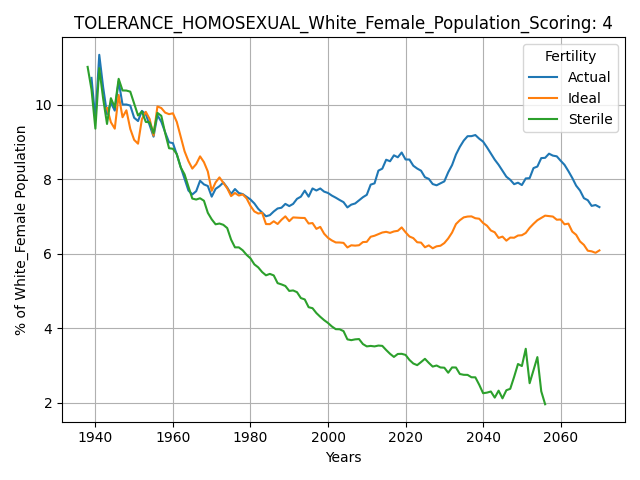 TOLERANCE_HOMOSEXUAL_White_Female_Population_Scoring: 4
% of White_Female Population
10
8
6
4
2
Fertility
Actual
Ideal
Sterile
1940 1960 1980 2000 2020 2040 2060
Years